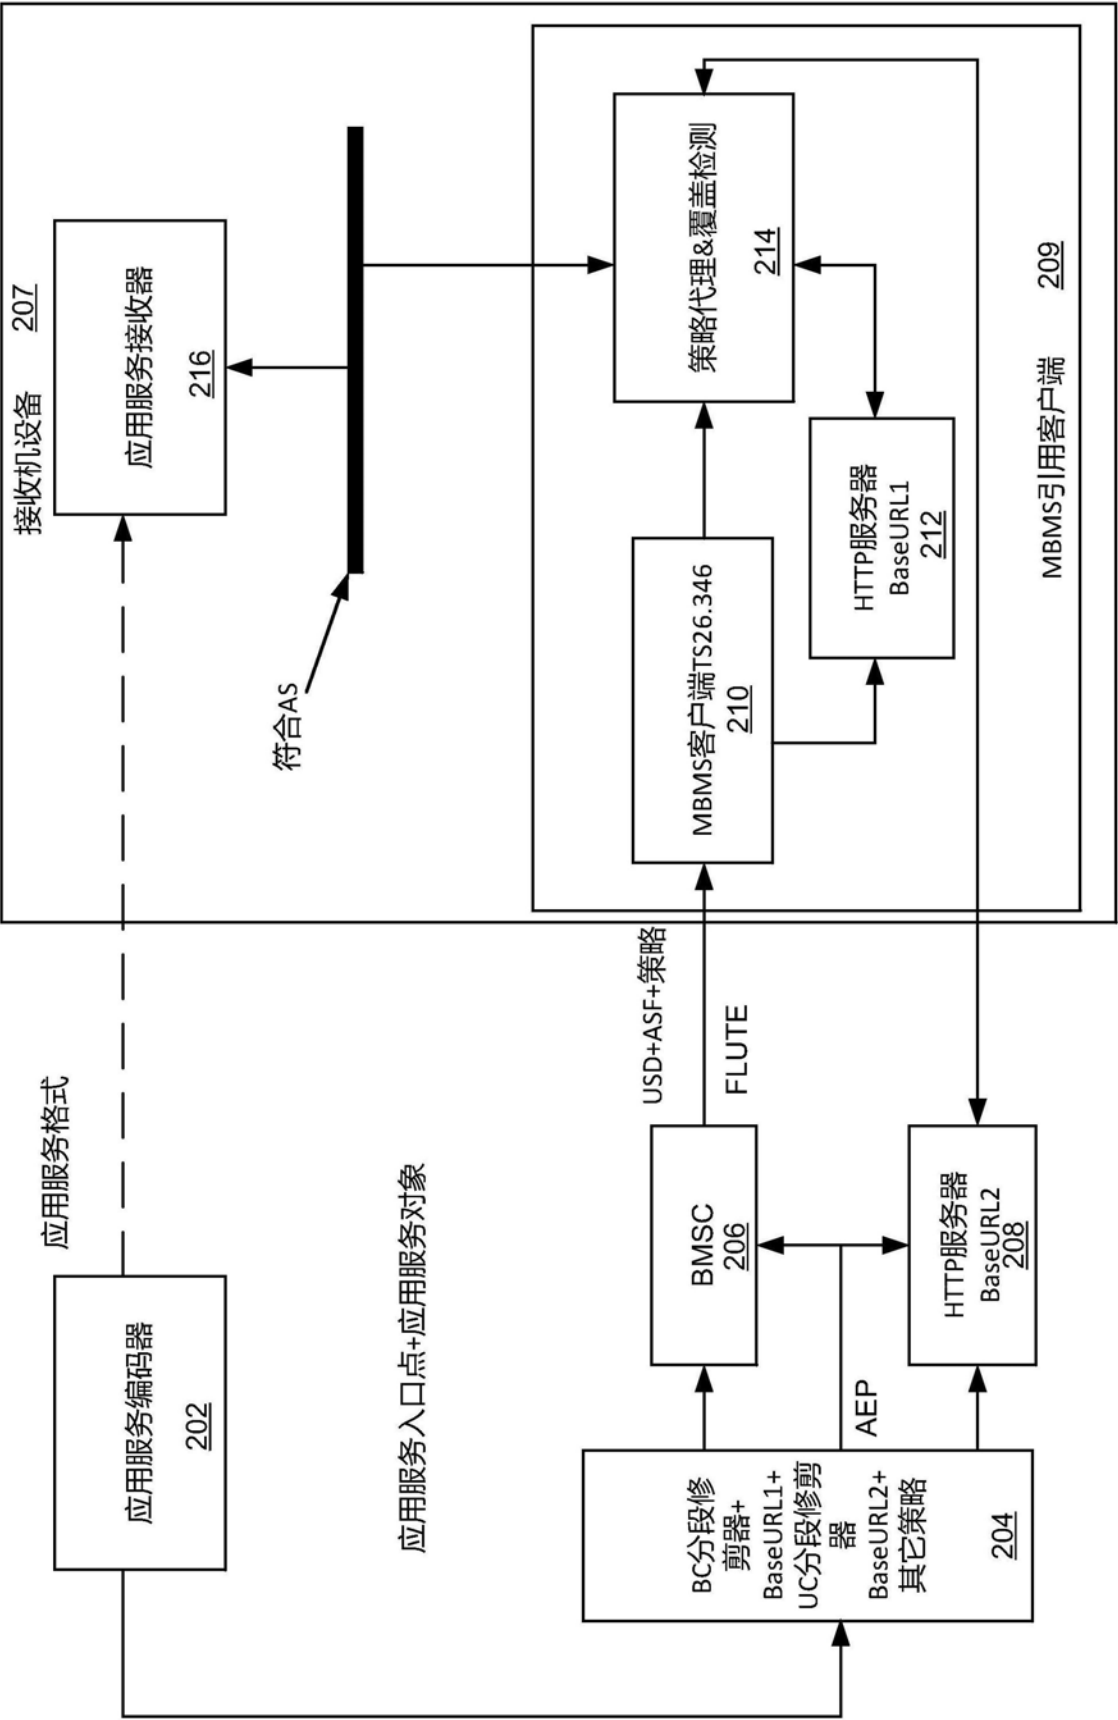 应用服务编码器
202
应用服务格式
接收机设备
207
应用服务接收器
216
符合AS
应用服务入口点+应用服务对象
BC分段修
剪器+
BaseURL1+
UC分段修剪
器
BaseURL2+
其它策略
204
AEP
BMSC
206
HTTP服务器
BaseURL2
208
USD+ASF+策略
FLUTE
MBMS客户端TS26.346
210
HTTP服务器
BaseURL1
212
策略代理&覆盖检测
214
MBMS引用客户端
209